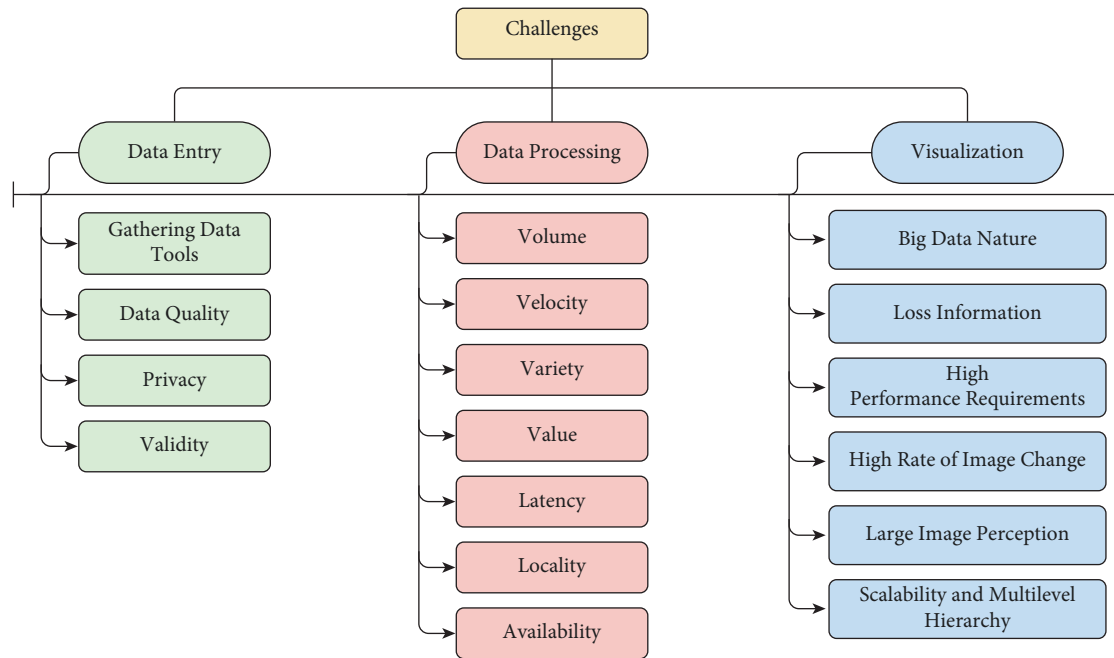 Challenges
Data Entry
Data Processing
Visualization
Gathering Data
Tools
Data Quality
Privacy
Validity
Volume
Velocity
Variety
Value
Latency
Locality
Availability
Big Data Nature
Loss Information
High
Performance Requirements
High Rate of Image Change
Large Image Perception
Scalability and Multilevel
Hierarchy